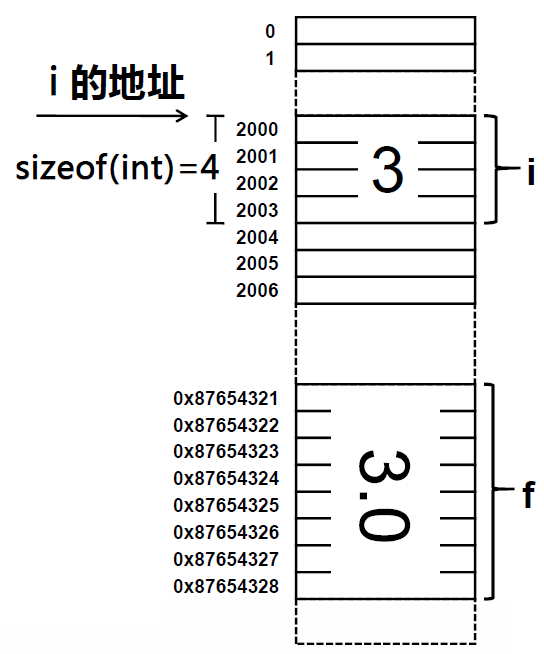 0
1
i 的地址
2000
sizeof(int)=4
2001
2002
2003
3
i
2004
2005
2006
0x87654321
0x87654322
0x87654323
0x87654324
0x87654325
0x87654326
0x87654327
0x87654328
3.0
f